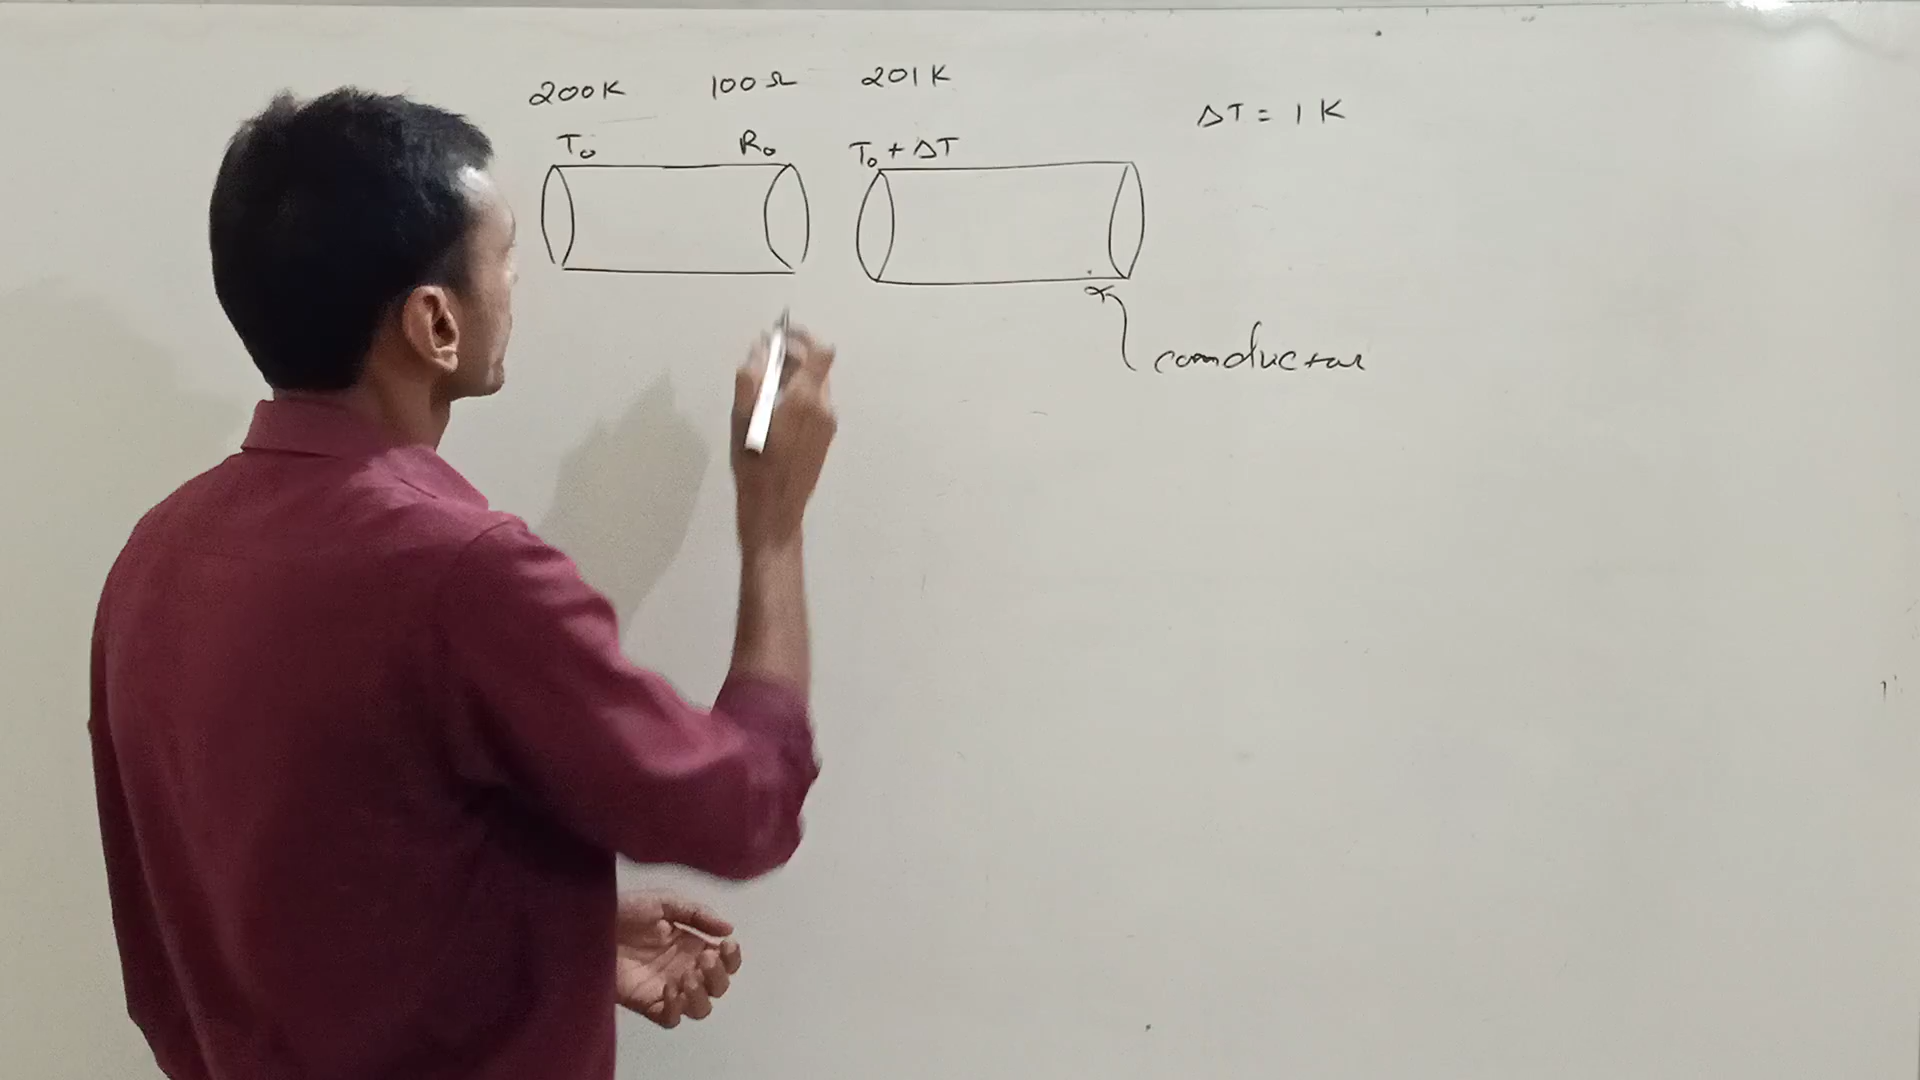 200K 100Ω 201K
ΔT = 1 K
T₀ R₀ T₀ + ΔT
α
conductor